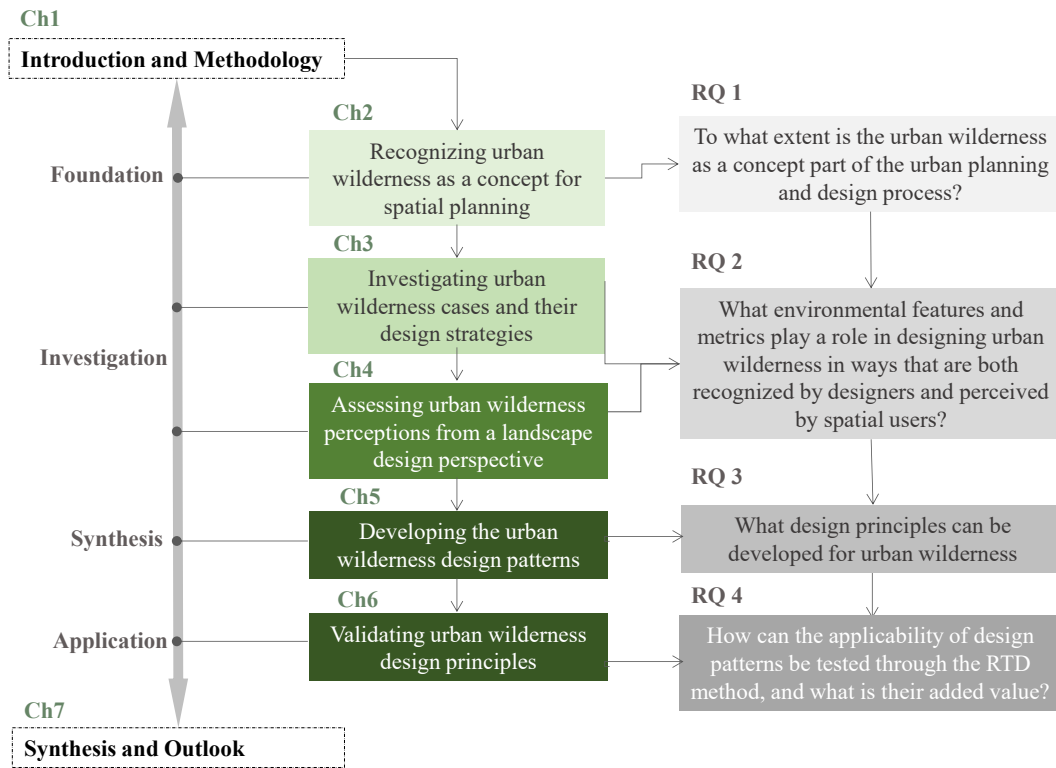 Ch1
Introduction and Methodology
Ch2
Foundation
Recognizing urban
wilderness as a concept for
spatial planning
RQ 1
To what extent is the urban wilderness
as a concept part of the urban planning
and design process?
Ch3
Investigation
Investigating urban
wilderness cases and their
design strategies
Ch4
Assessing urban wilderness
perceptions from a landscape
design perspective
RQ 2
What environmental features and
metrics play a role in designing urban
wilderness in ways that are both
recognized by designers and perceived
by spatial users?
Ch5
Synthesis
Developing the urban
wilderness design patterns
RQ 3
What design principles can be
developed for urban wilderness
Ch6
Application
Validating urban wilderness
design principles
RQ 4
How can the applicability of design
patterns be tested through the RTD
method, and what is their added value?
Ch7
Synthesis and Outlook